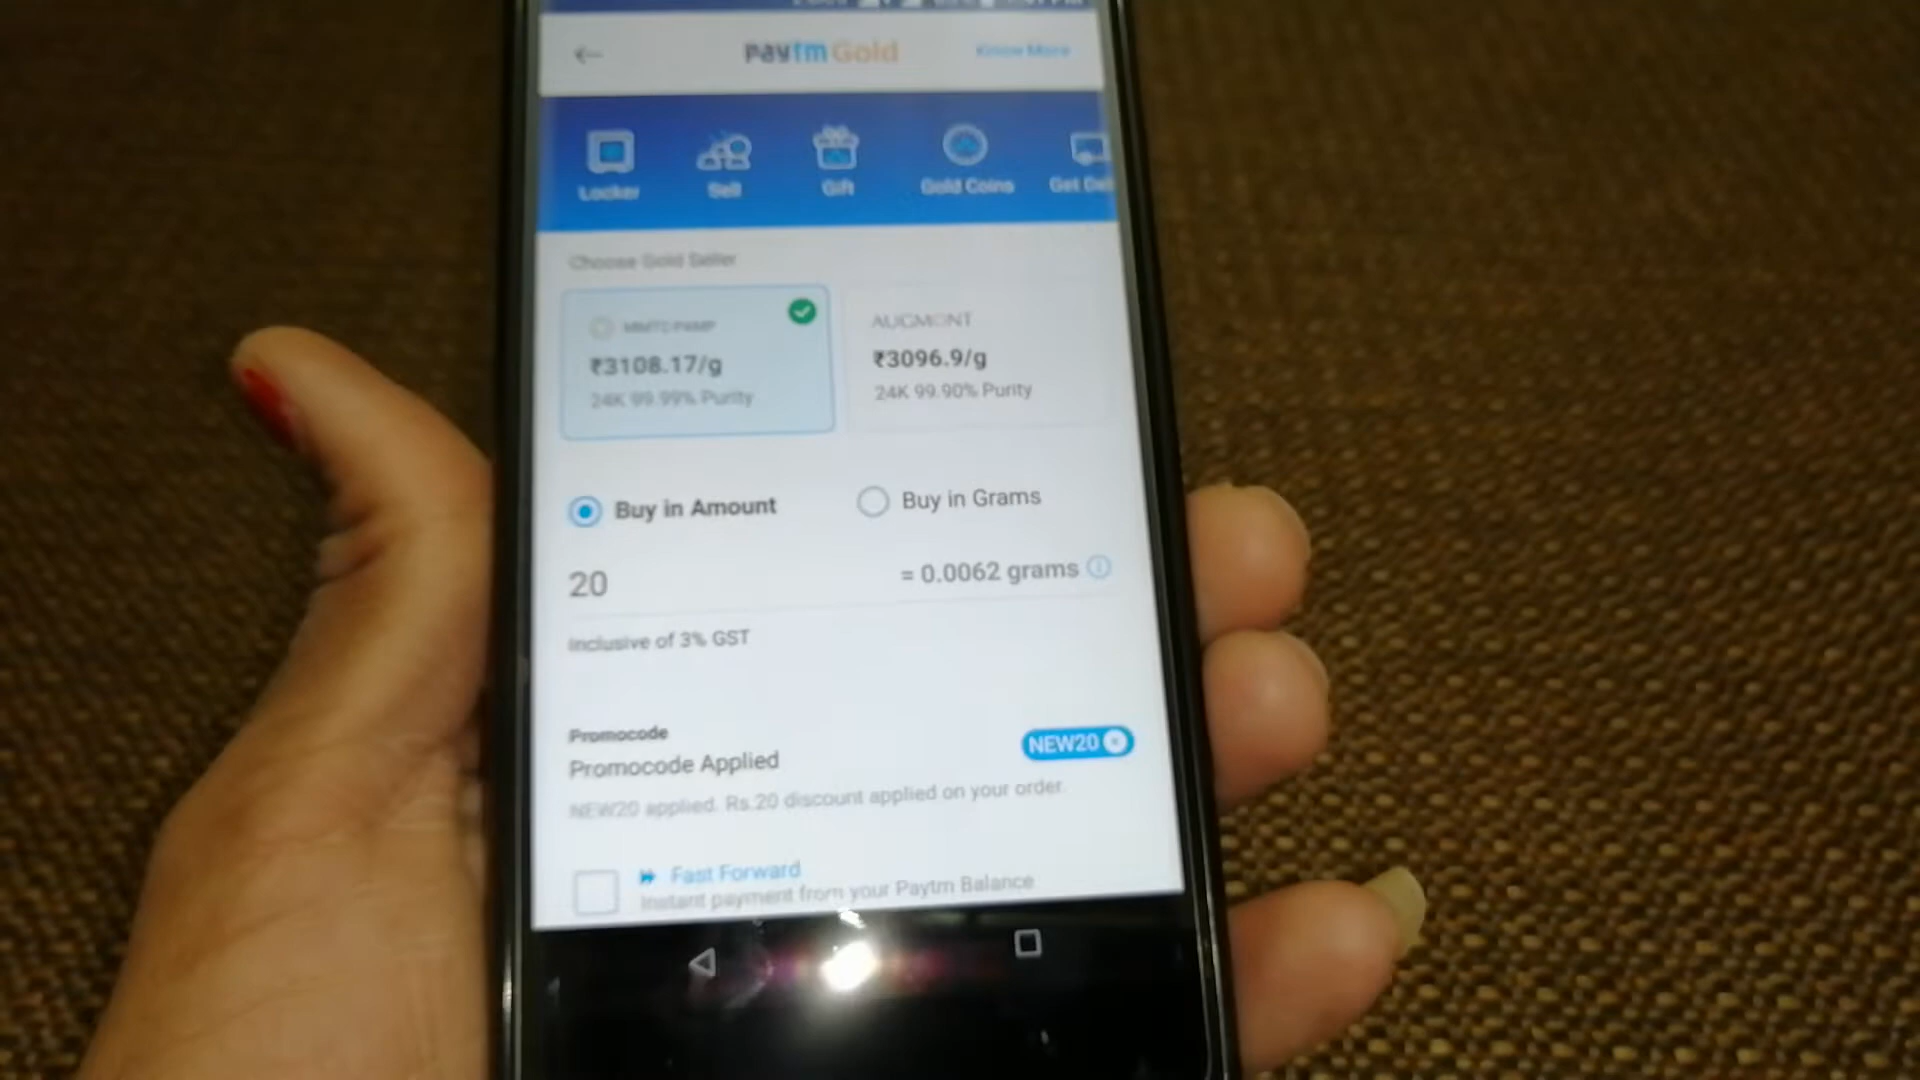 paytm Gold
Know More
Locker
Sell
Gift
Gold Coins
Get Del
Choose Gold Seller
MMTC PAMP
₹3108.17/g
24K 99.99% Purity
AUGMONT
₹3096.9/g
24K 99.90% Purity
Buy in Amount
Buy in Grams
20
= 0.0062 grams
Inclusive of 3% GST
Promocode
Promocode Applied
NEW20
NEW20 applied. Rs.20 discount applied on your order.
Fast Forward
Instant payment from your Paytm Balance